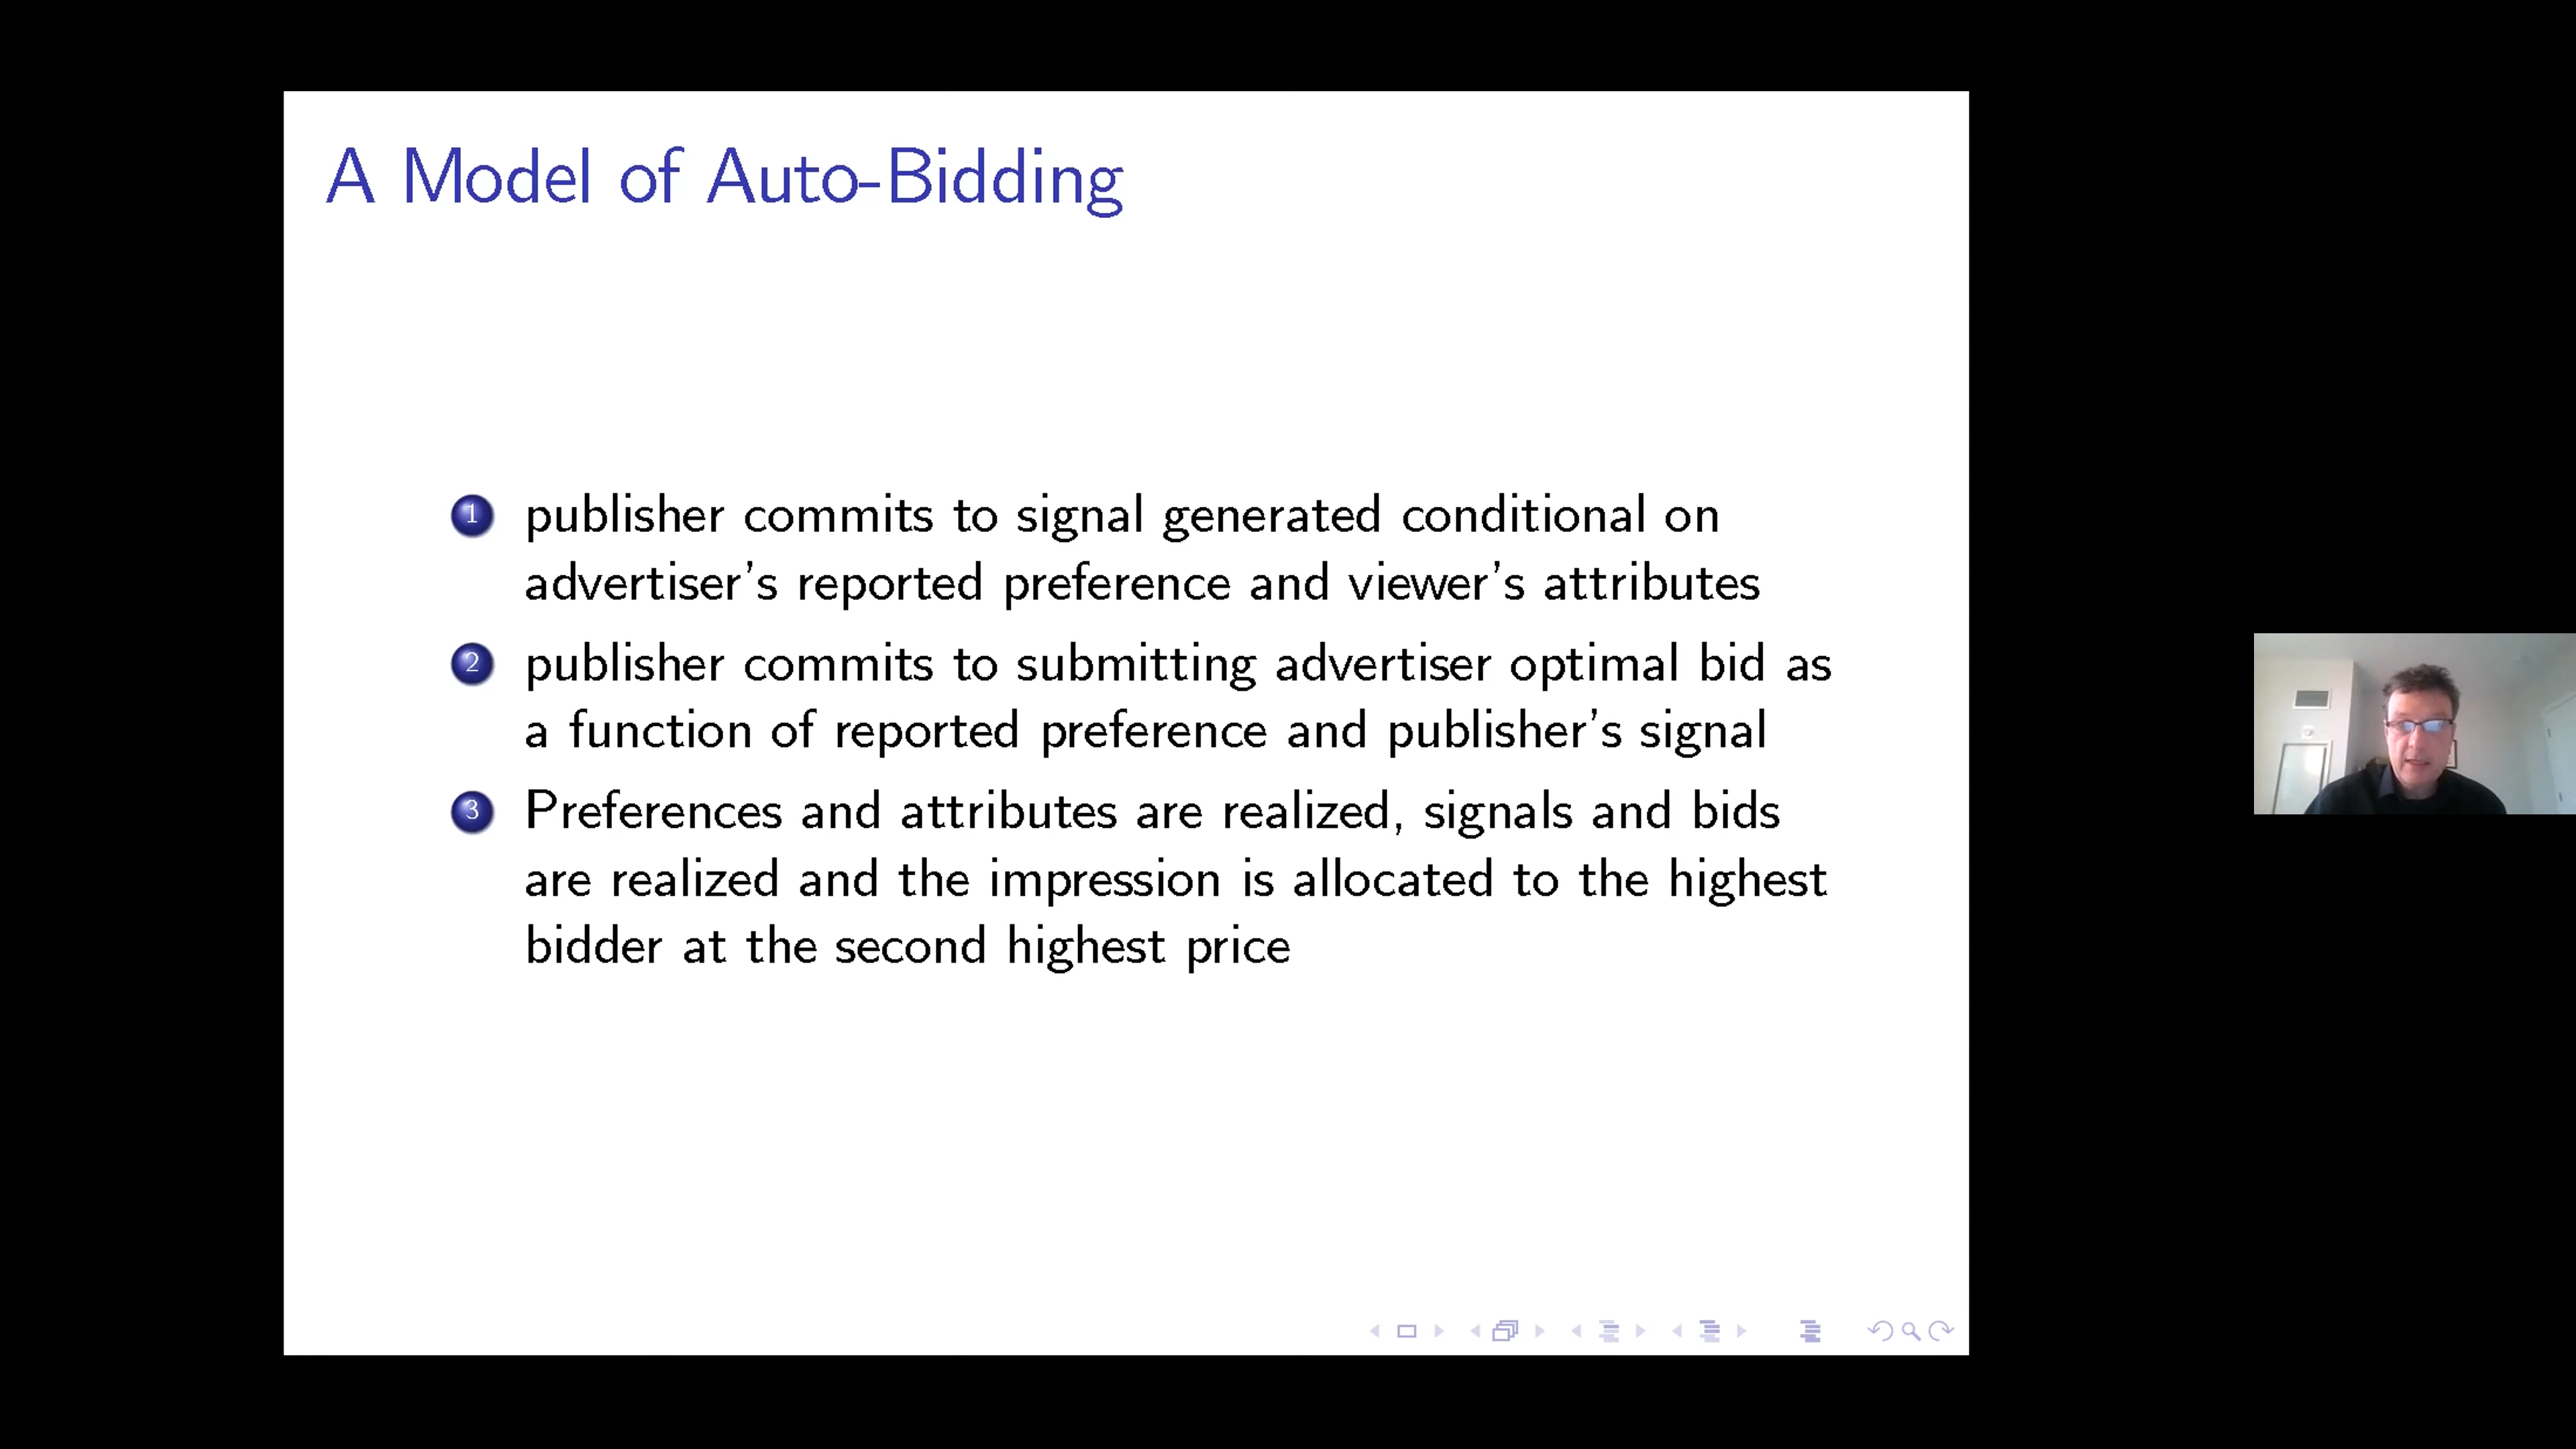 A Model of Auto-Bidding
1 publisher commits to signal generated conditional on
advertiser's reported preference and viewer's attributes
2 publisher commits to submitting advertiser optimal bid as
a function of reported preference and publisher's signal
3 Preferences and attributes are realized, signals and bids
are realized and the impression is allocated to the highest
bidder at the second highest price